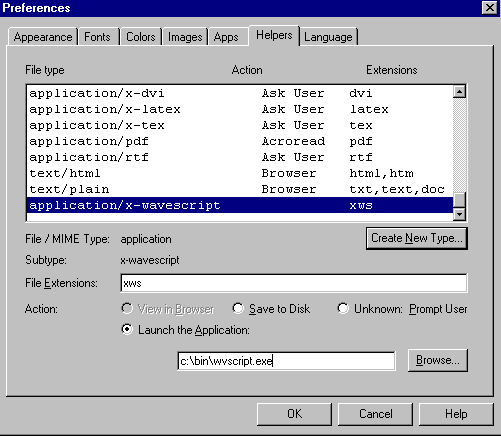 Preferences
Appearance Fonts Colors Images Apps Helpers Language
File type Action Extensions
application/x-dvi Ask User dvi
application/x-latex Ask User latex
application/x-tex Ask User tex
application/pdf Acroread pdf
application/rtf Ask User rtf
text/html Browser html,htm
text/plain Browser txt,text,doc
application/x-wavescript xws
File / MIME Type: application
Create New Type...
Subtype: x-wavescript
File Extensions: xws
Action: View in Browser Save to Disk Unknown: Prompt User
Launch the Application:
c:\bin\wvscript.exe Browse...
OK Cancel Help